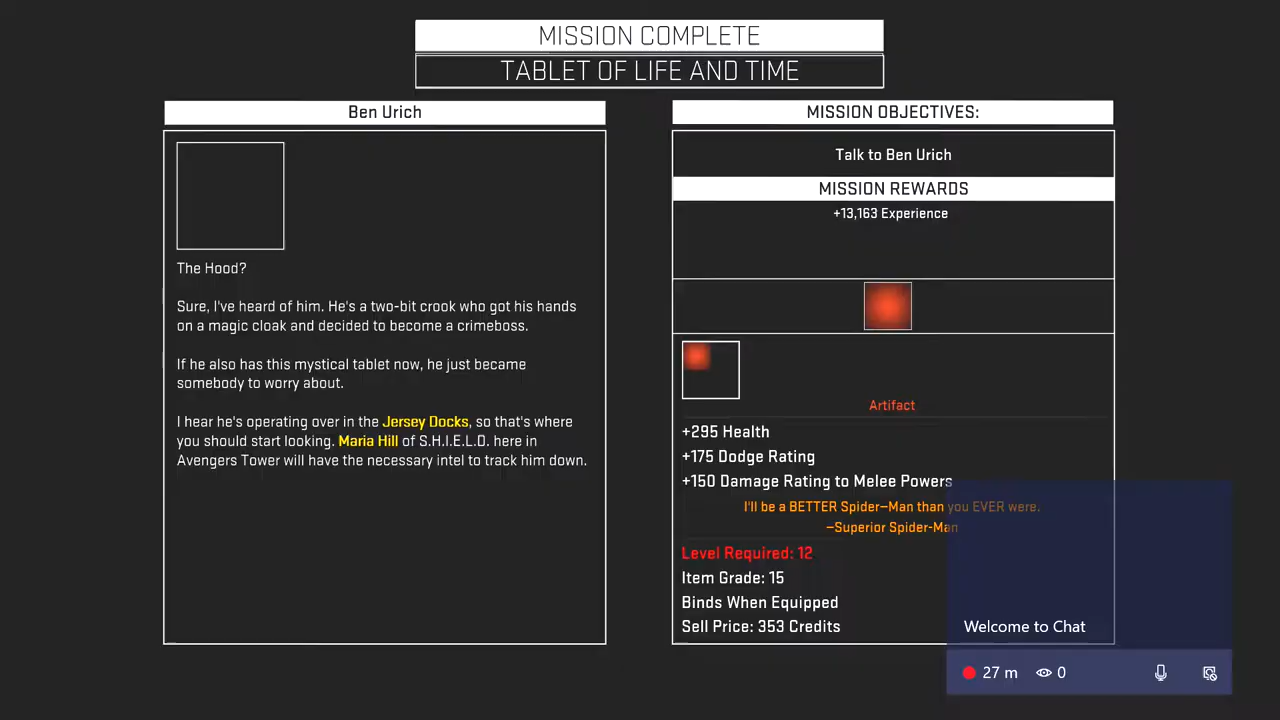 MISSION COMPLETE
TABLET OF LIFE AND TIME
Ben Urich
The Hood?
Sure, I've heard of him. He's a two-bit crook who got his hands
on a magic cloak and decided to become a crimeboss.
If he also has this mystical tablet now, he just became
somebody to worry about.
I hear he's operating over in the Jersey Docks, so that's where
you should start looking. Maria Hill of S.H.I.E.L.D. here in
Avengers Tower will have the necessary intel to track him down.
MISSION OBJECTIVES:
Talk to Ben Urich
MISSION REWARDS
+13,163 Experience
Artifact
+295 Health
+175 Dodge Rating
+150 Damage Rating to Melee Powers
I'll be a BETTER Spider-Man than you EVER were.
-Superior Spider-Man
Level Required: 12
Item Grade: 15
Binds When Equipped
Sell Price: 353 Credits
Welcome to Chat
27 m 0